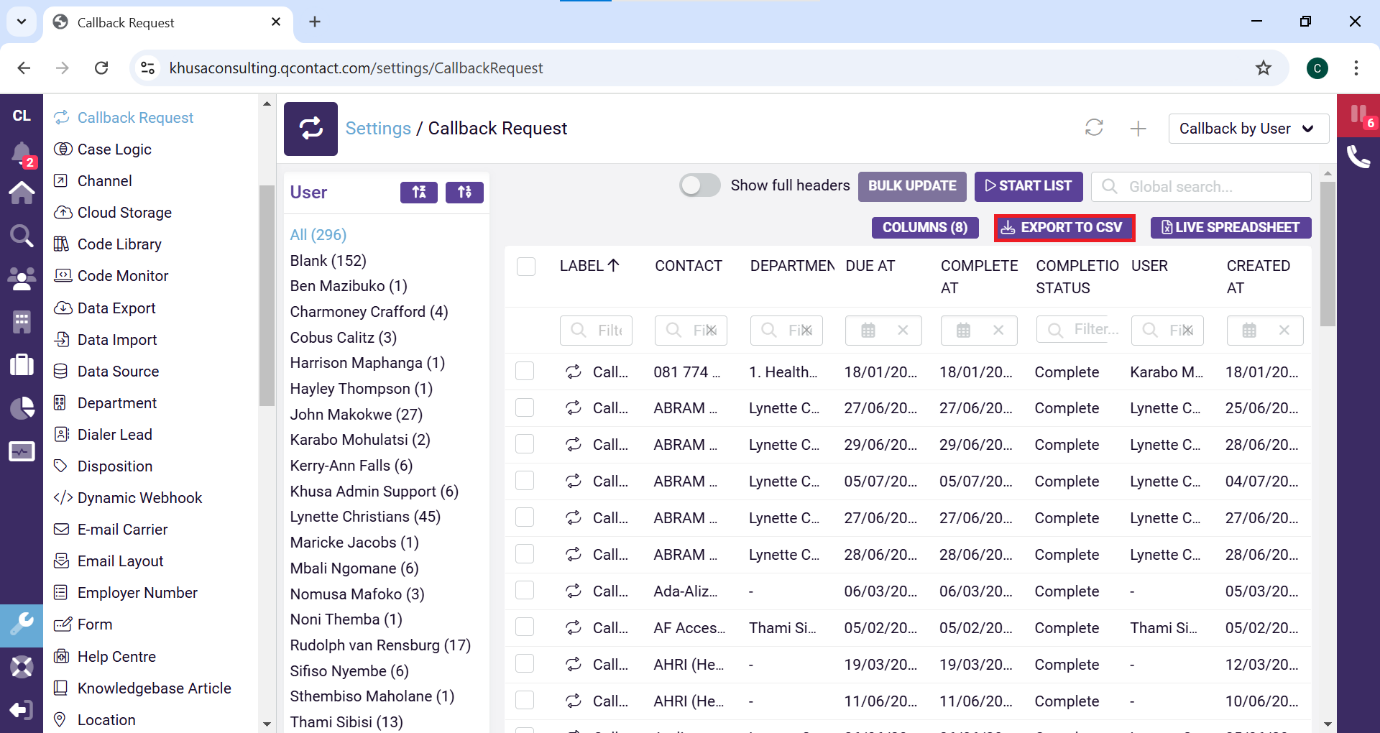 Callback Request
khusaconsulting.qcontact.com/settings/CallbackRequest
C
CL
2
6
Callback Request
Case Logic
Channel
Cloud Storage
Code Library
Code Monitor
Data Export
Data Import
Data Source
Department
Dialer Lead
Disposition
Dynamic Webhook
E-mail Carrier
Email Layout
Employer Number
Form
Help Centre
Knowledgebase Article
Location
Settings / Callback Request
Callback by User
User
All (296)
Blank (152)
Ben Mazibuko (1)
Charmoney Crafford (4)
Cobus Calitz (3)
Harrison Maphanga (1)
Hayley Thompson (1)
John Makokwe (27)
Karabo Mohulatsi (2)
Kerry-Ann Falls (6)
Khusa Admin Support (6)
Lynette Christians (45)
Maricke Jacobs (1)
Mbali Ngomane (6)
Nomusa Mafoko (3)
Noni Themba (1)
Rudolph van Rensburg (17)
Sifiso Nyembe (6)
Sthembiso Maholane (1)
Thami Sibisi (13)
Show full headers BULK UPDATE START LIST Global search...
COLUMNS (8) EXPORT TO CSV LIVE SPREADSHEET
LABEL CONTACT DEPARTMEN DUE AT COMPLETE AT COMPLETIO STATUS USER CREATED AT
Filter...
Call... 081 774 ... 1. Health... 18/01/20... 18/01/20... Complete Karabo M... 18/01/20...
Call... ABRAM ... Lynette C... 27/06/20... 27/06/20... Complete Lynette C... 25/06/20...
Call... ABRAM ... Lynette C... 29/06/20... 29/06/20... Complete Lynette C... 28/06/20...
Call... ABRAM ... Lynette C... 05/07/20... 05/07/20... Complete Lynette C... 04/07/20...
Call... ABRAM ... Lynette C... 27/06/20... 27/06/20... Complete Lynette C... 27/06/20...
Call... ABRAM ... Lynette C... 28/06/20... 28/06/20... Complete Lynette C... 28/06/20...
Call... Ada-Aliz... - 06/03/20... 06/03/20... Complete - 05/03/20...
Call... AF Acces... Thami Si... 05/02/20... 05/02/20... Complete Thami Si... 05/02/20...
Call... AHRI (He... - 19/03/20... 19/03/20... Complete - 12/03/20...
Call... AHRI (He... - 11/06/20... 11/06/20... Complete - 10/06/20...